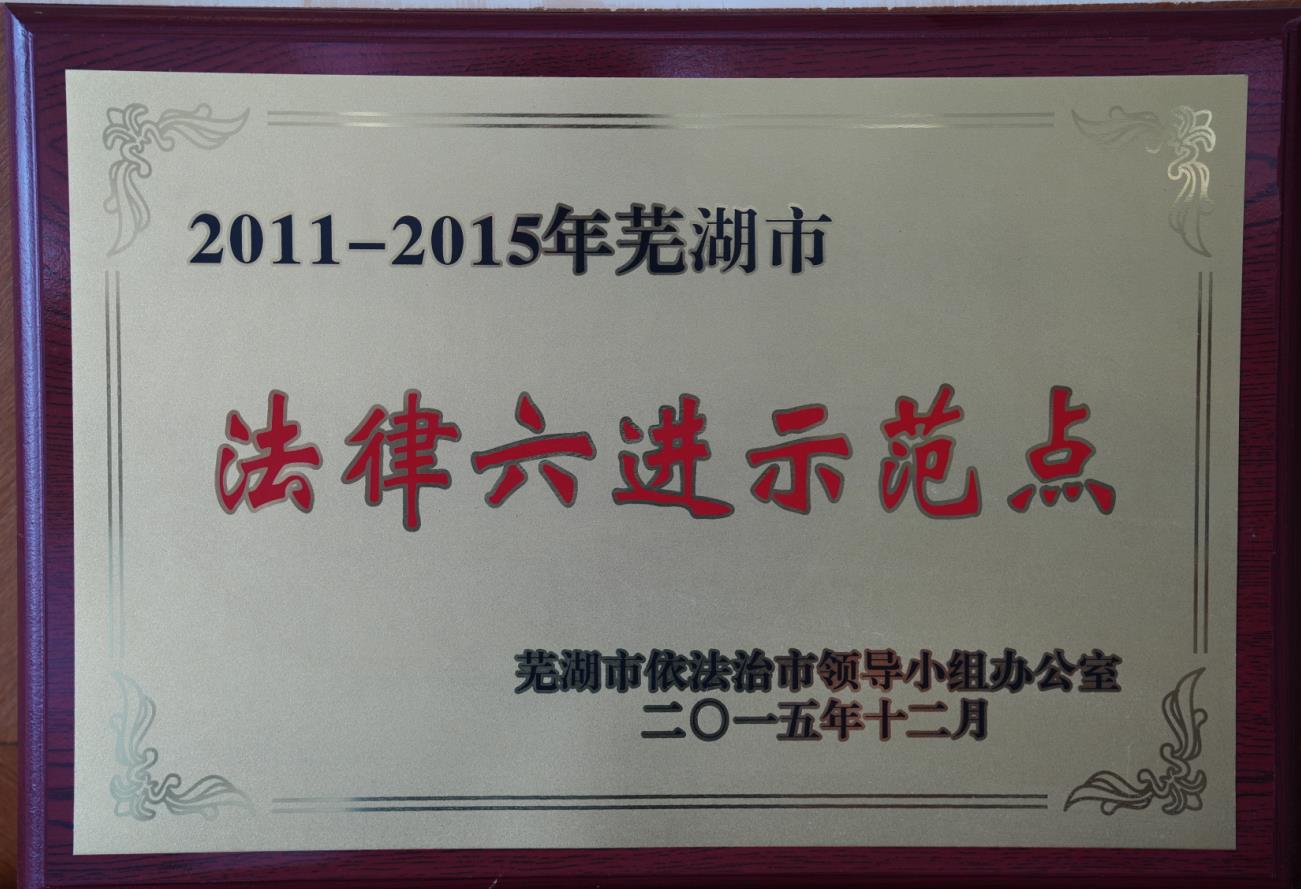 2011-2015年芜湖市
法律六进示范点
芜湖市依法治市领导小组办公室
二〇一五年十二月